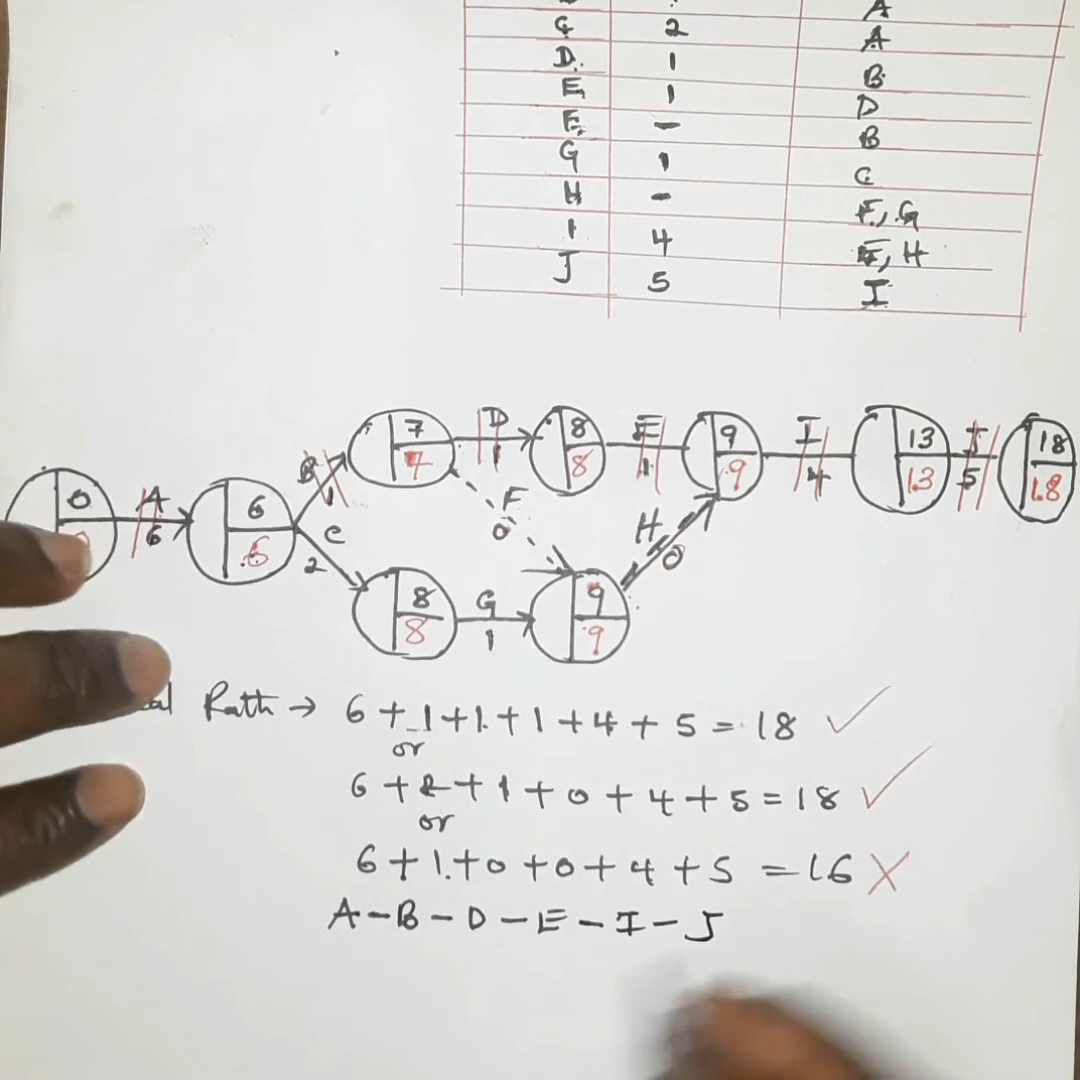 A
C 2 A
D 1 B
E 1 D
F - B
G 1 C
H - F, G
I 4 E, H
J 5 I
0 A 6
6 6
B 1
C 2
7 7
D 1
8 8
E 1
9 9
I 4
13 13
J 5
18 18
F 0
H 0
8 8
G 1
9 9
Path → 6 + 1 + 1 + 1 + 4 + 5 = 18 ✓
or
6 + 2 + 1 + 0 + 4 + 5 = 18 ✓
or
6 + 1 + 0 + 0 + 4 + 5 = 16 ✗
A - B - D - E - I - J